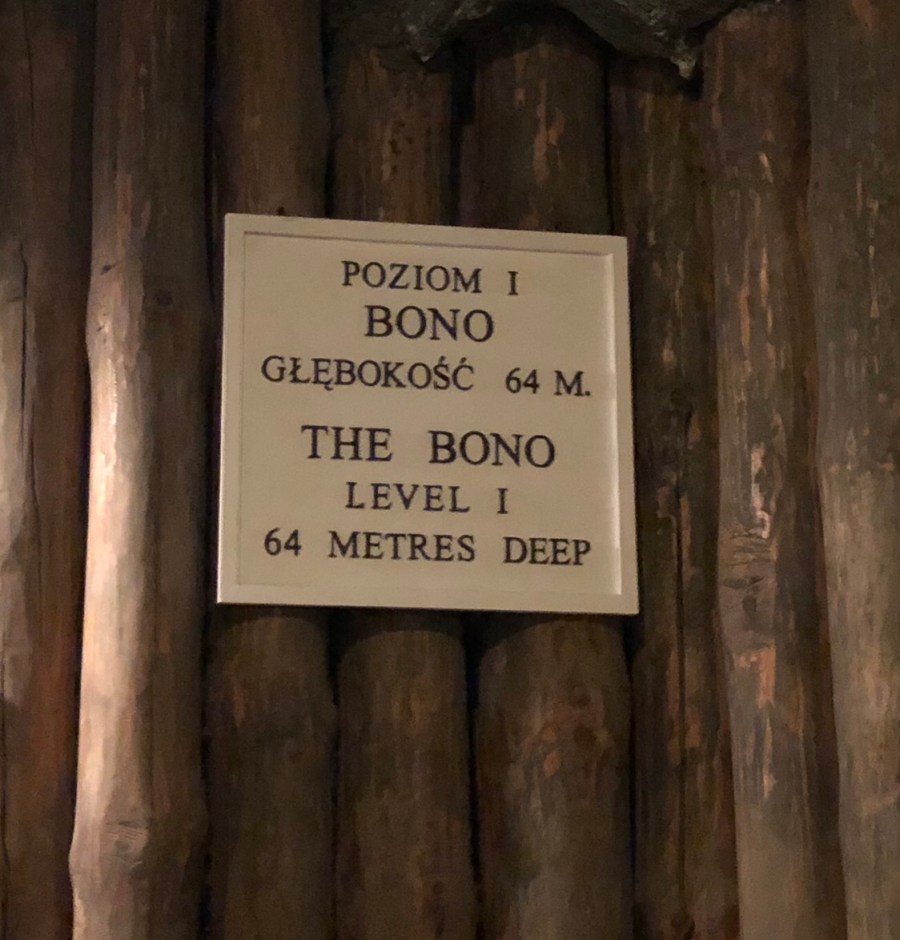 POZIOM I
BONO
GŁĘBOKOŚĆ 64 M.
THE BONO
LEVEL I
64 METRES DEEP